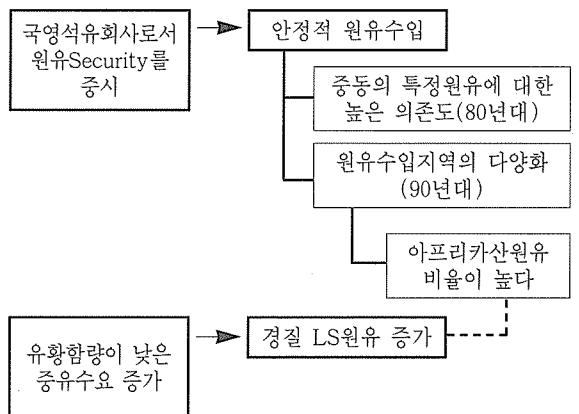 국영석유회사로서
원유Security를
중시
안정적 원유수입
중동의 특정원유에 대한
높은 의존도(80년대)
원유수입지역의 다양화
(90년대)
아프리카산원유
비율이 높다
유황함량이 낮은
중유수요 증가
경질 LS원유 증가